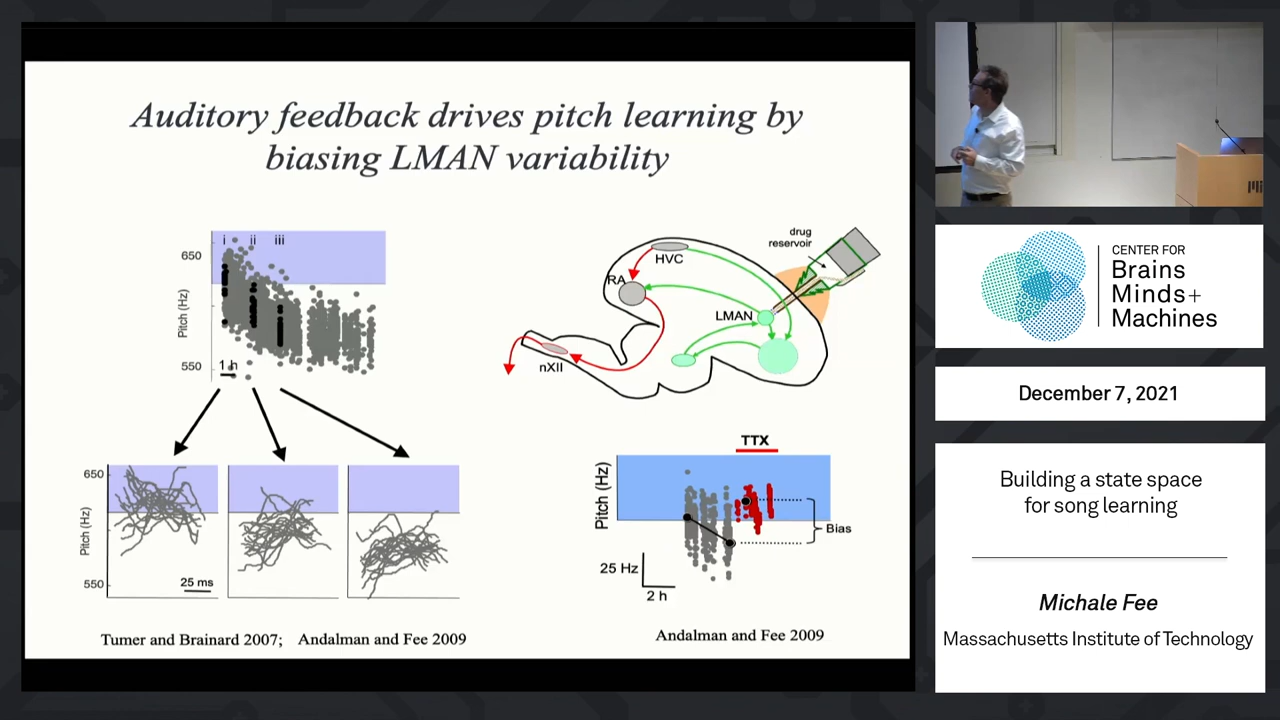 Auditory feedback drives pitch learning by
biasing LMAN variability
i ii iii
650
Pitch (Hz)
550
1 h
650
Pitch (Hz)
550
25 ms
Tumer and Brainard 2007; Andalman and Fee 2009
drug
reservoir
HVC
RA
LMAN
nXII
TTX
Pitch (Hz)
Bias
25 Hz
2 h
Andalman and Fee 2009
MIT
CENTER FOR
Brains
Minds+
Machines
December 7, 2021
Building a state space
for song learning
Michale Fee
Massachusetts Institute of Technology